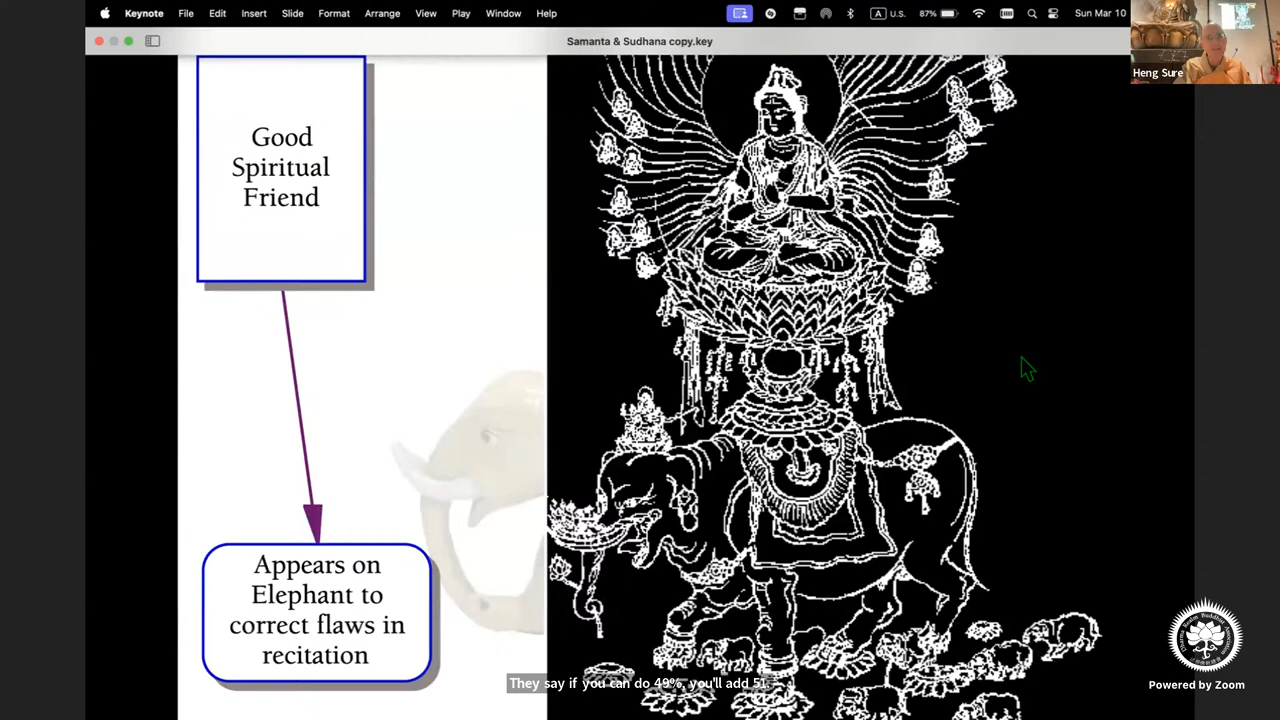 Keynote File Edit Insert Slide Format Arrange View Play Window Help A U.S. 87% Sun Mar 10
Samanta & Sudhana copy.key
Heng Sure
Good
Spiritual
Friend
Appears on
Elephant to
correct flaws in
recitation
They say if you can do 49%, you'll add 51.
Powered by Zoom